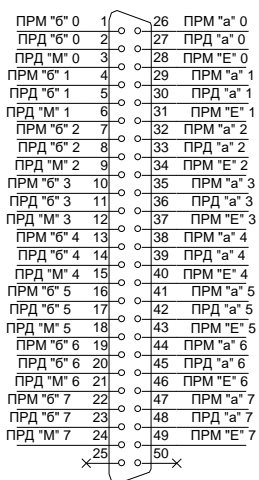 ПРМ "б" 0 1 26 ПРМ "а" 0
ПРД "б" 0 2 27 ПРД "а" 0
ПРД "М" 0 3 28 ПРМ "Е" 0
ПРМ "б" 1 4 29 ПРМ "а" 1
ПРД "б" 1 5 30 ПРД "а" 1
ПРД "М" 1 6 31 ПРМ "Е" 1
ПРМ "б" 2 7 32 ПРМ "а" 2
ПРД "б" 2 8 33 ПРД "а" 2
ПРД "М" 2 9 34 ПРМ "Е" 2
ПРМ "б" 3 10 35 ПРМ "а" 3
ПРД "б" 3 11 36 ПРД "а" 3
ПРД "М" 3 12 37 ПРМ "Е" 3
ПРМ "б" 4 13 38 ПРМ "а" 4
ПРД "б" 4 14 39 ПРД "а" 4
ПРД "М" 4 15 40 ПРМ "Е" 4
ПРМ "б" 5 16 41 ПРМ "а" 5
ПРД "б" 5 17 42 ПРД "а" 5
ПРД "М" 5 18 43 ПРМ "Е" 5
ПРМ "б" 6 19 44 ПРМ "а" 6
ПРД "б" 6 20 45 ПРД "а" 6
ПРД "М" 6 21 46 ПРМ "Е" 6
ПРМ "б" 7 22 47 ПРМ "а" 7
ПРД "б" 7 23 48 ПРД "а" 7
ПРД "М" 7 24 49 ПРМ "Е" 7
25 50